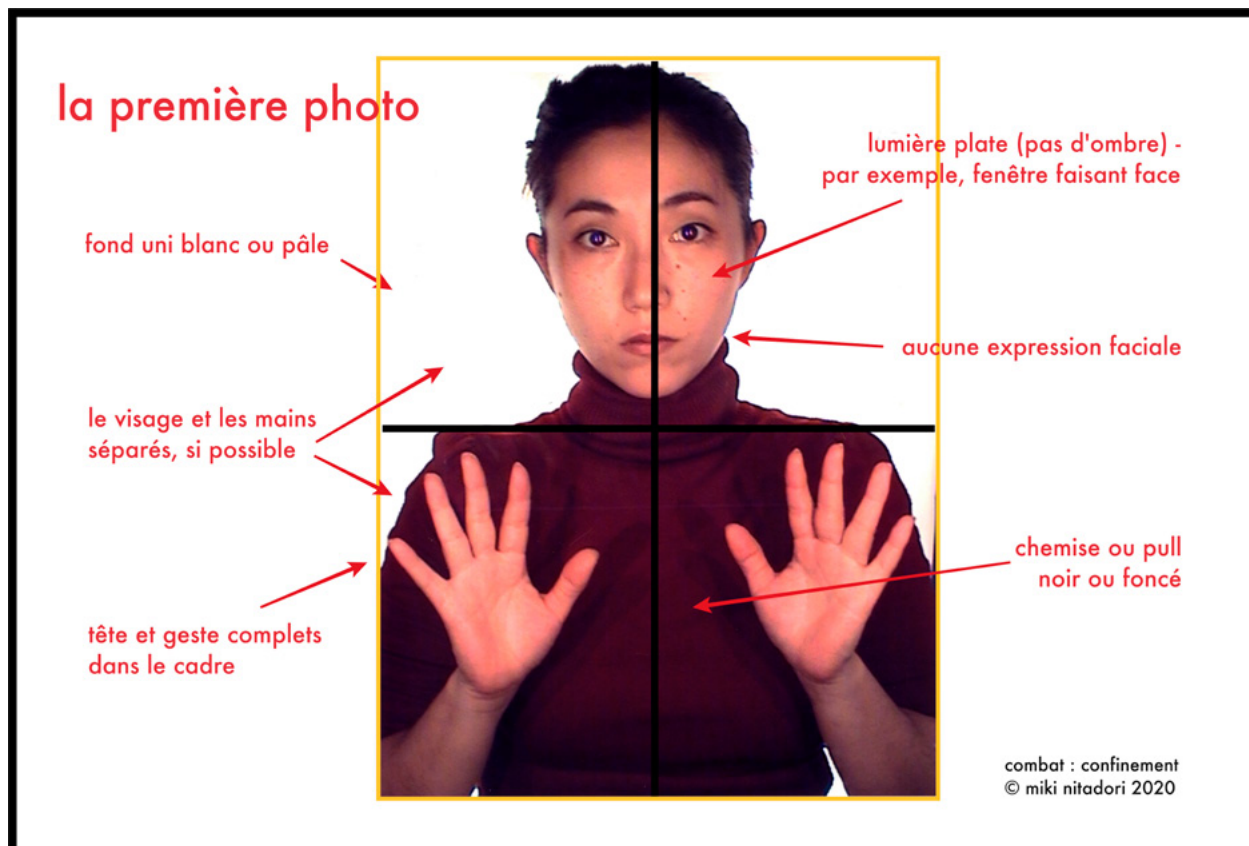 la première photo
lumière plate (pas d'ombre) -
par exemple, fenêtre faisant face
fond uni blanc ou pâle
aucune expression faciale
le visage et les mains
séparés, si possible
chemise ou pull
noir ou foncé
tête et geste complets
dans le cadre
combat : confinement
© miki nitadori 2020